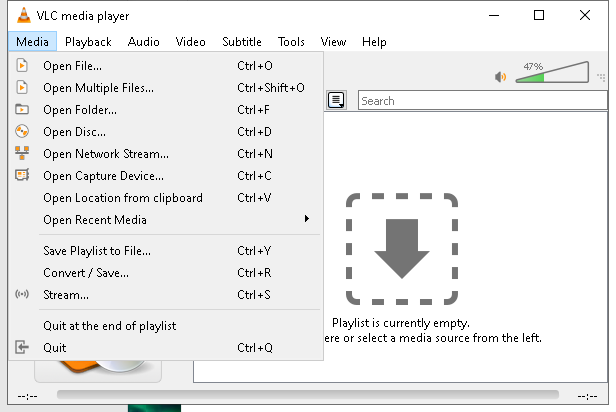 VLC media player
Media Playback Audio Video Subtitle Tools View Help
Open File... Ctrl+O
47%
Open Multiple Files... Ctrl+Shift+O
Search
Open Folder... Ctrl+F
Open Disc... Ctrl+D
Open Network Stream... Ctrl+N
Open Capture Device... Ctrl+C
Open Location from clipboard Ctrl+V
Open Recent Media
Save Playlist to File... Ctrl+Y
Convert / Save... Ctrl+R
Stream... Ctrl+S
Quit at the end of playlist
Quit Ctrl+Q
Playlist is currently empty.
ere or select a media source from the left.
--:-- --:--